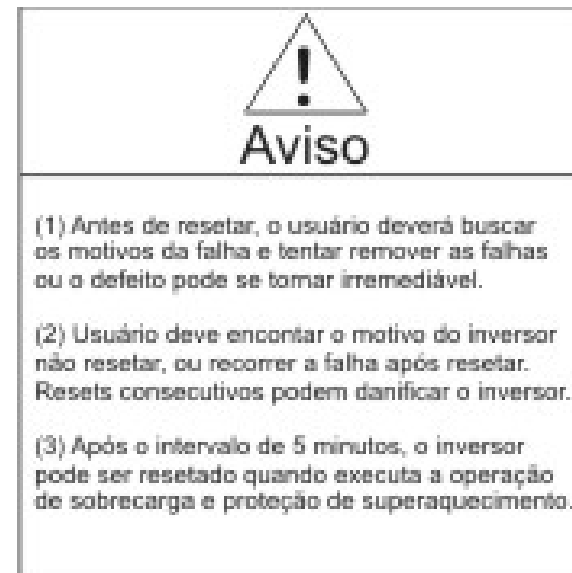 !
Aviso
(1) Antes de resetar, o usuário deverá buscar
os motivos da falha e tentar remover as falhas
ou o defeito pode se tornar irremediável.
(2) Usuário deve encontar o motivo do inversor
não resetar, ou recorrer a falha após resetar.
Resets consecutivos podem danificar o inversor.
(3) Após o intervalo de 5 minutos, o inversor
pode ser resetado quando executa a operação
de sobrecarga e proteção de superaquecimento.